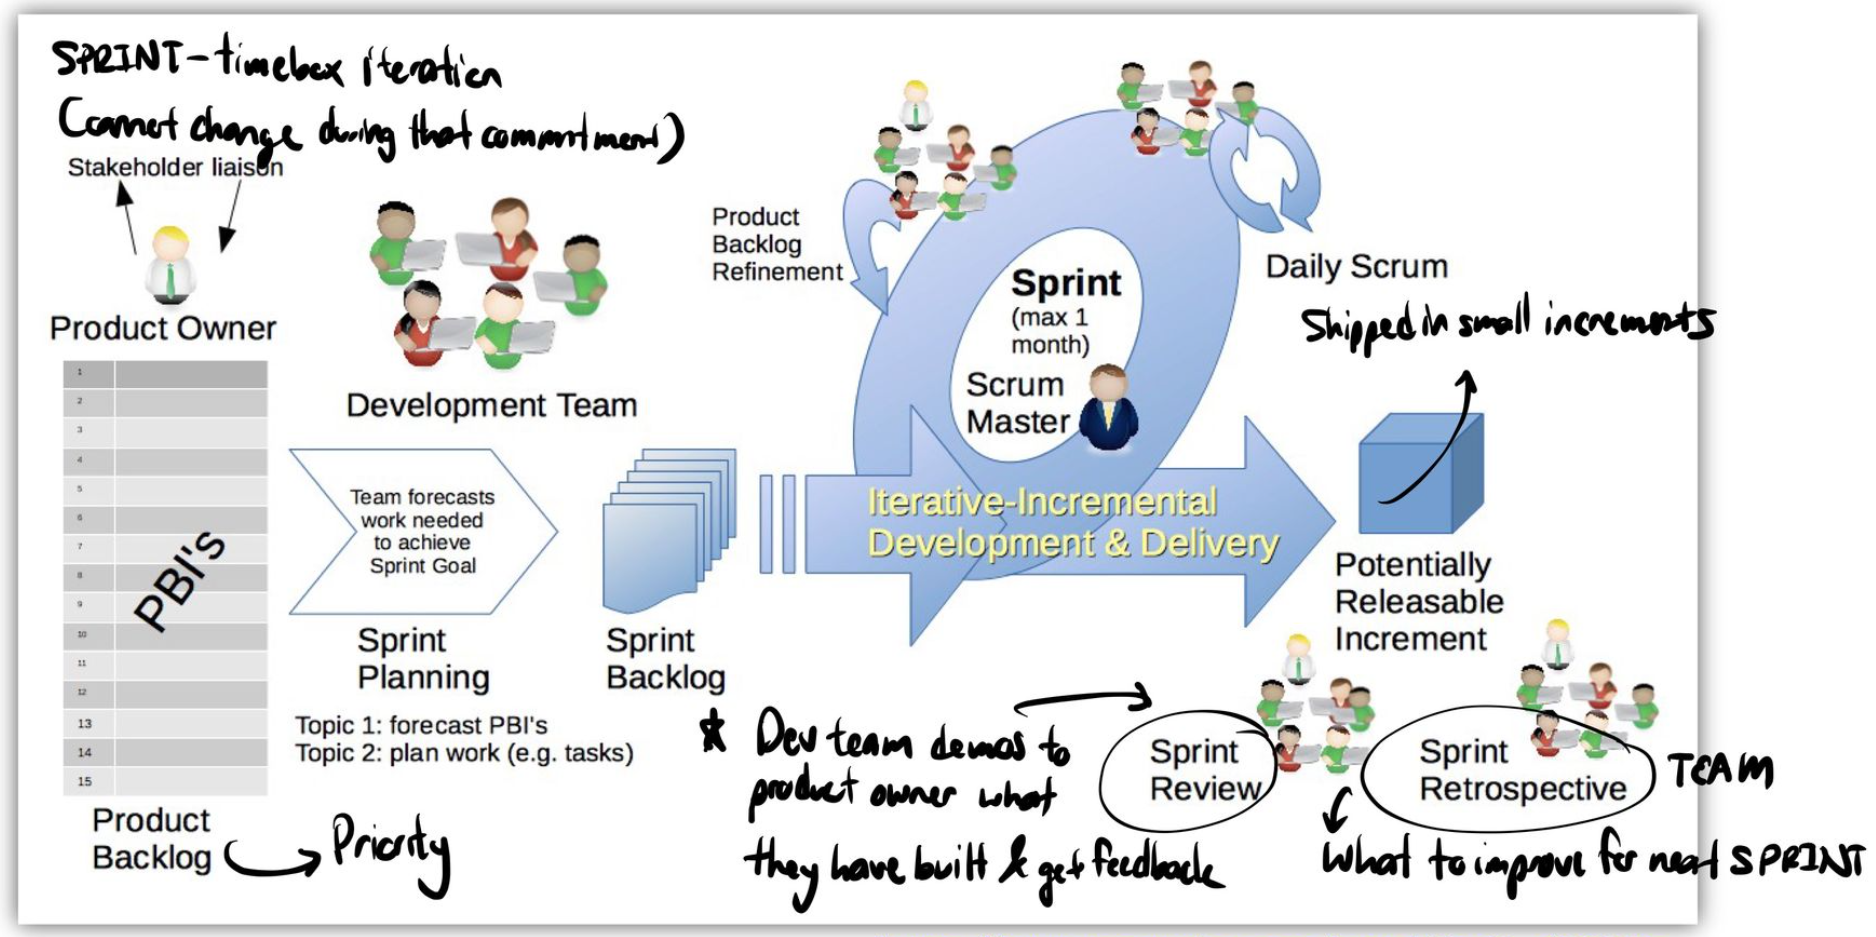 SPRINT - timebox iteration
(cannot change during that commitment)
Stakeholder liaison
Product Owner
1
2
3
4
5
6
7
8
9
10
11
12
13
14
15
PBI's
Product
Backlog
Priority
Development Team
Team forecasts
work needed
to achieve
Sprint Goal
Sprint
Planning
Topic 1: forecast PBI's
Topic 2: plan work (e.g. tasks)
Sprint
Backlog
Product
Backlog
Refinement
Sprint
(max 1
month)
Scrum
Master
Daily Scrum
Iterative-Incremental
Development & Delivery
Shipped in small increments
Potentially
Releasable
Increment
* Dev team demos to
product owner what
they have built & get feedback
Sprint
Review
Sprint
Retrospective
TEAM
What to improve for next SPRINT